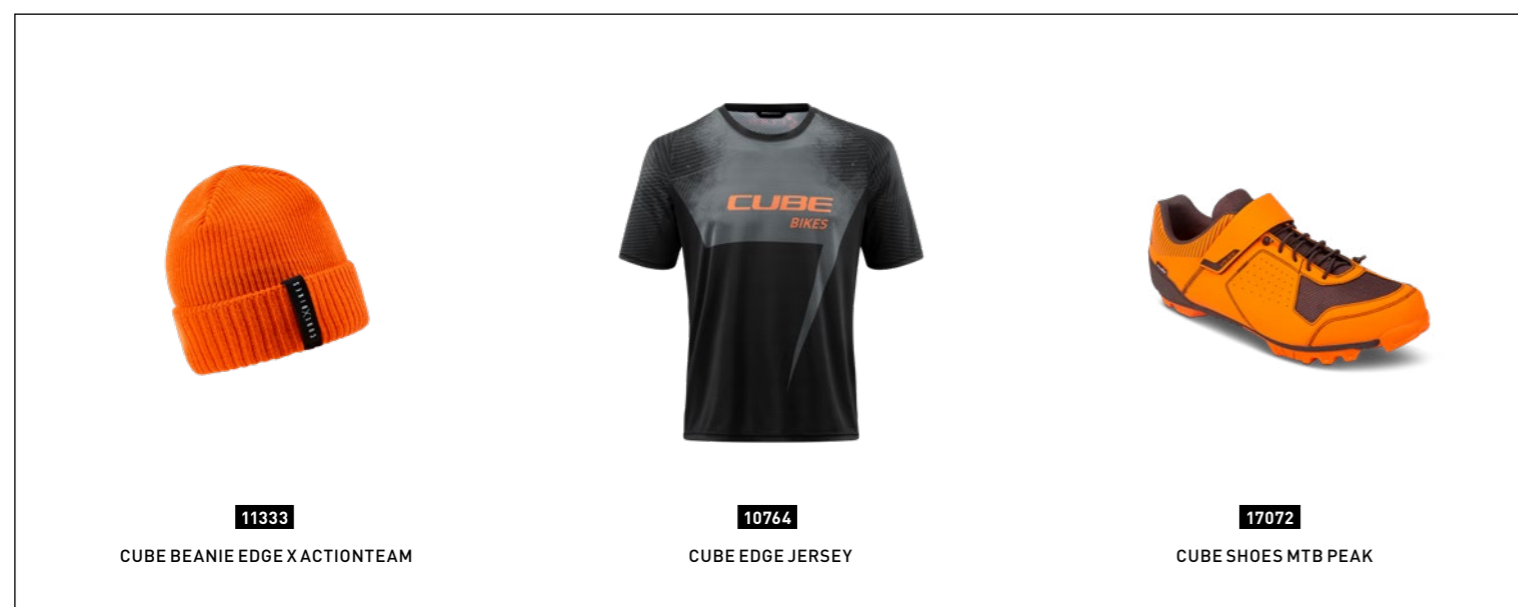 CUBE
BIKES
11333
10764
17072
CUBE BEANIE EDGE X ACTIONTEAM
CUBE EDGE JERSEY
CUBE SHOES MTB PEAK